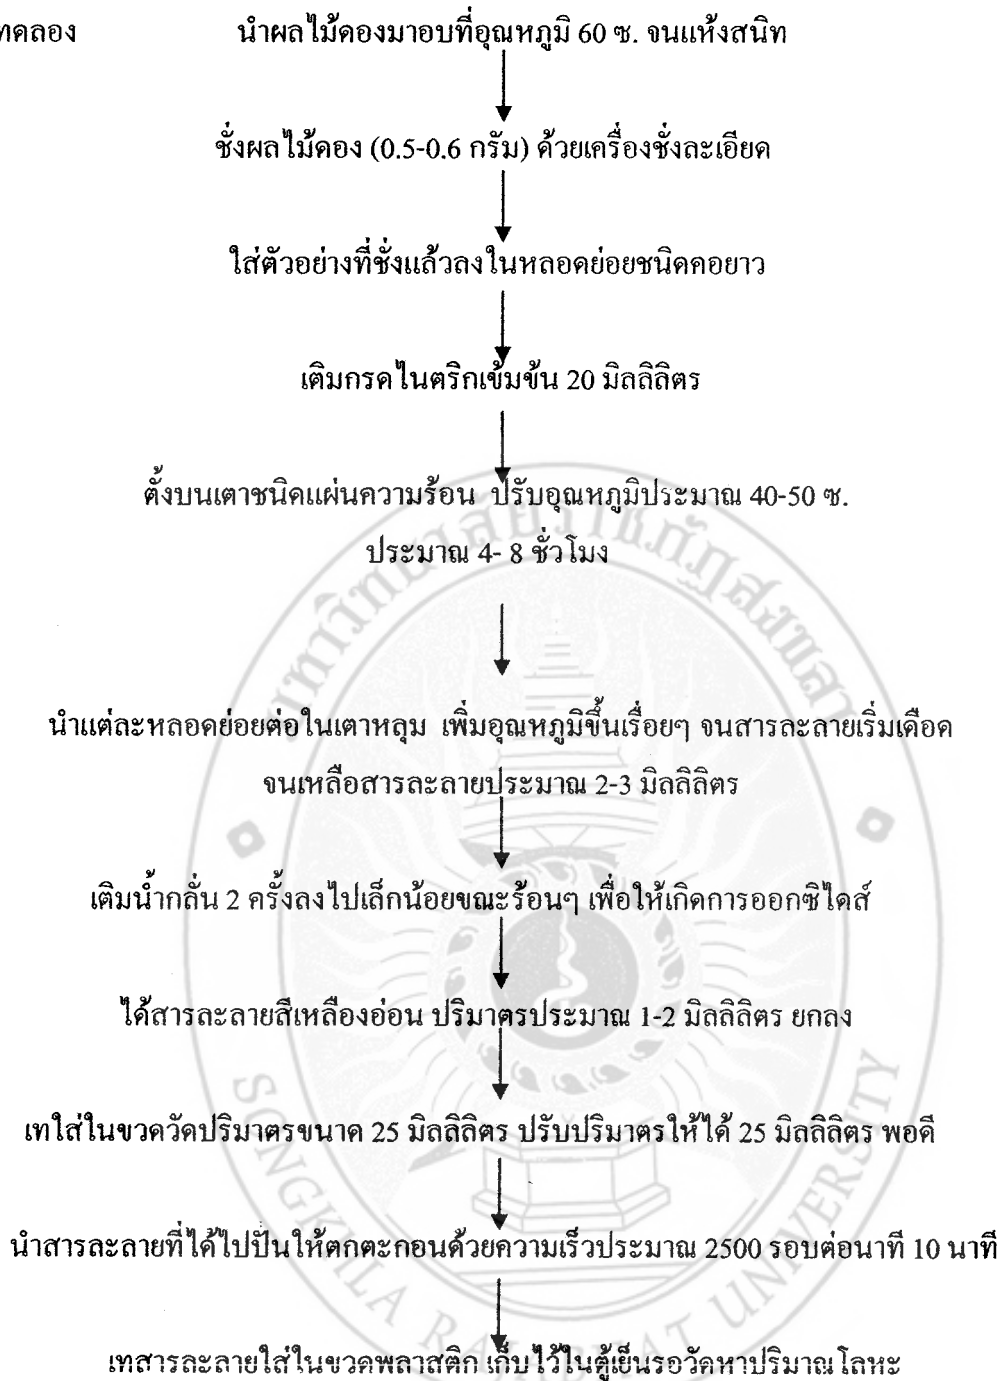 ทดลอง นำผลไม้ดองมาอบที่อุณหภูมิ 60 ซ. จนแห้งสนิท
ชั่งผลไม้ดอง (0.5-0.6 กรัม) ด้วยเครื่องชั่งละเอียด
ใส่ตัวอย่างที่ชั่งแล้วลงในหลอดย่อยชนิดคอยาว
เติมกรดไนตริกเข้มข้น 20 มิลลิลิตร
ตั้งบนเตาชนิดแผ่นความร้อน ปรับอุณหภูมิประมาณ 40-50 ซ.
ประมาณ 4- 8 ชั่วโมง
นำแต่ละหลอดย่อยต่อในเตาหลุม เพิ่มอุณหภูมิขึ้นเรื่อยๆ จนสารละลายเริ่มเดือด
จนเหลือสารละลายประมาณ 2-3 มิลลิลิตร
เติมน้ำกลั่น 2 ครั้งลงไปเล็กน้อยขณะร้อนๆ เพื่อให้เกิดการออกซิไดส์
ได้สารละลายสีเหลืองอ่อน ปริมาตรประมาณ 1-2 มิลลิลิตร ยกลง
เทใส่ในขวดวัดปริมาตรขนาด 25 มิลลิลิตร ปรับปริมาตรให้ได้ 25 มิลลิลิตร พอดี
นำสารละลายที่ได้ไปปั่นให้ตกตะกอนด้วยความเร็วประมาณ 2500 รอบต่อนาที 10 นาที
เทสารละลายใส่ในขวดพลาสติก เก็บไว้ในตู้เย็นรอวัดหาปริมาณโลหะ
มหาวิทยาลัยราชภัฏสงขลา
SONGKHLA RAJABHAT UNIVERSITY